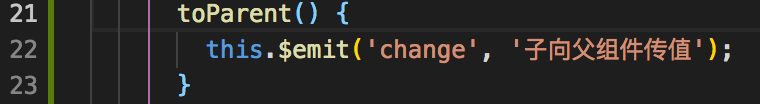 21 toParent() {
22 this.$emit('change', '子向父组件传值');
23 }